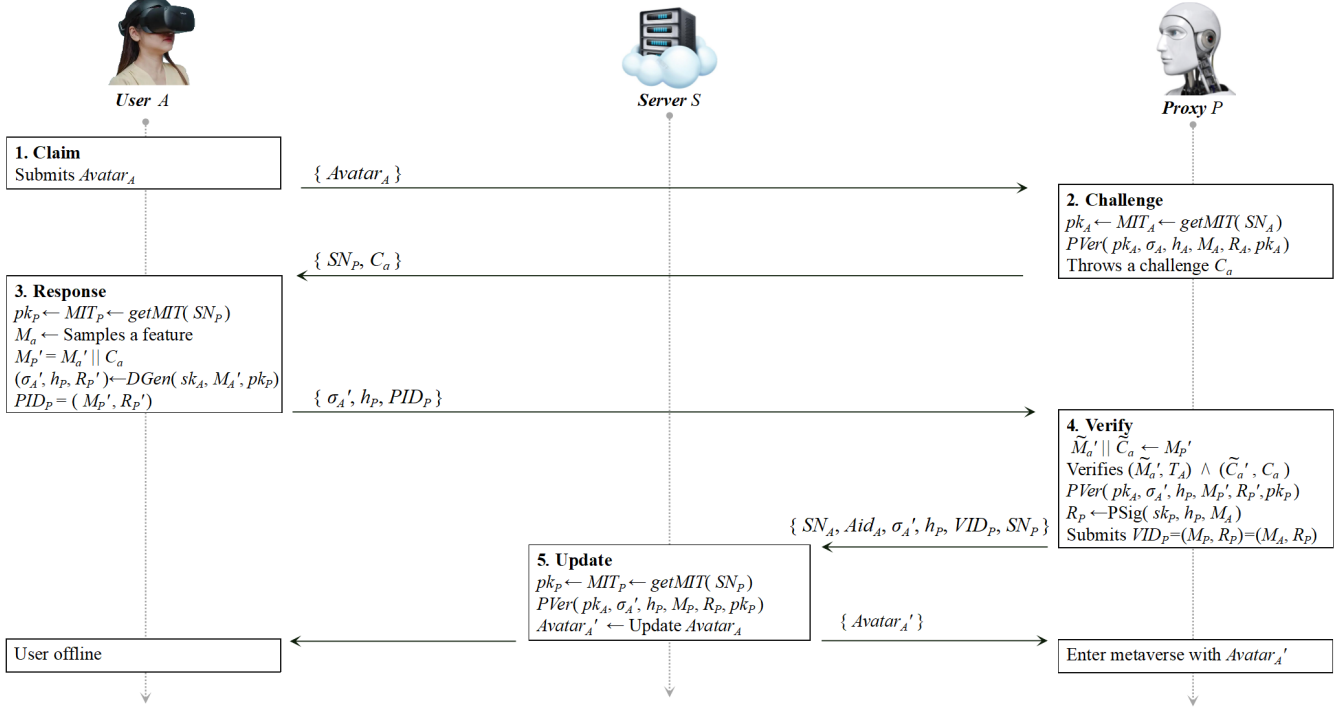 User A
Server S
Proxy P
1. Claim
Submits Avatar_A
{ Avatar_A }
2. Challenge
pk_A ← MIT_A ← getMIT( SN_A)
PVer( pk_A, σ_A, h_A, M_A, R_A, pk_A)
Throws a challenge C_a
{ SN_P, C_a }
3. Response
pk_P ← MIT_P ← getMIT( SN_P)
M_a ← Samples a feature
M_P' = M_a' || C_a
(σ_A', h_P, R_P')←DGen( sk_A, M_A', pk_P)
PID_P = ( M_P', R_P')
{ σ_A', h_P, PID_P}
4. Verify
M̃_a' || C̃_a ← M_P'
Verifies (M̃_a', T_A) ∧ (C̃_a' , C_a )
PVer( pk_A, σ_A', h_P, M_P', R_P', pk_P)
R_P ←PSig( sk_P, h_P, M_A)
Submits VID_P=(M_P, R_P)=(M_A, R_P)
{ SN_A, Aid_A, σ_A', h_P, VID_P, SN_P }
5. Update
pk_P ← MIT_P ← getMIT( SN_P)
PVer( pk_A, σ_A', h_P, M_P, R_P, pk_P)
Avatar_A' ← Update Avatar_A
{ Avatar_A'}
User offline
Enter metaverse with Avatar_A'